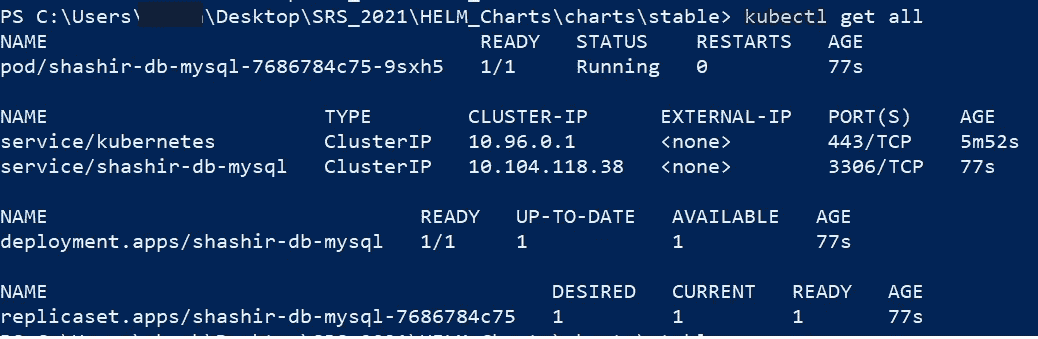 PS C:\Users\ \Desktop\SRS_2021\HELM_Charts\charts\stable> kubectl get all
NAME READY STATUS RESTARTS AGE
pod/shashir-db-mysql-7686784c75-9sxh5 1/1 Running 0 77s
NAME TYPE CLUSTER-IP EXTERNAL-IP PORT(S) AGE
service/kubernetes ClusterIP 10.96.0.1 <none> 443/TCP 5m52s
service/shashir-db-mysql ClusterIP 10.104.118.38 <none> 3306/TCP 77s
NAME READY UP-TO-DATE AVAILABLE AGE
deployment.apps/shashir-db-mysql 1/1 1 1 77s
NAME DESIRED CURRENT READY AGE
replicaset.apps/shashir-db-mysql-7686784c75 1 1 1 77s